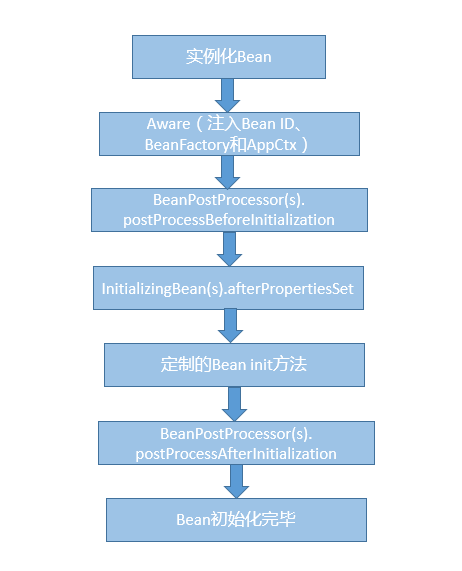 实例化Bean
Aware（注入Bean ID、
BeanFactory和AppCtx）
BeanPostProcessor(s).
postProcessBeforeInitialization
InitializingBean(s).afterPropertiesSet
定制的Bean init方法
BeanPostProcessor(s).
postProcessAfterInitialization
Bean初始化完毕